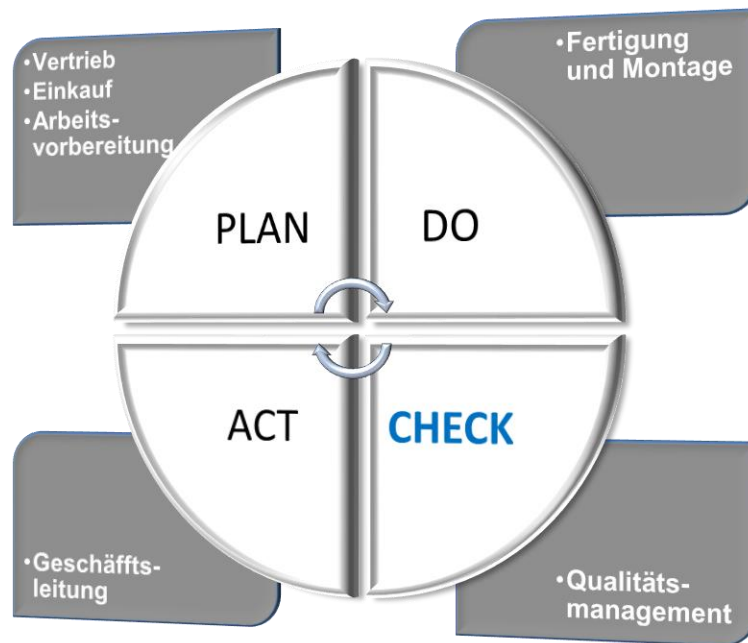 •Vertrieb
•Einkauf
•Arbeits-
vorbereitung
•Fertigung
und Montage
PLAN
DO
ACT
CHECK
•Geschäffts-
leitung
•Qualitäts-
management